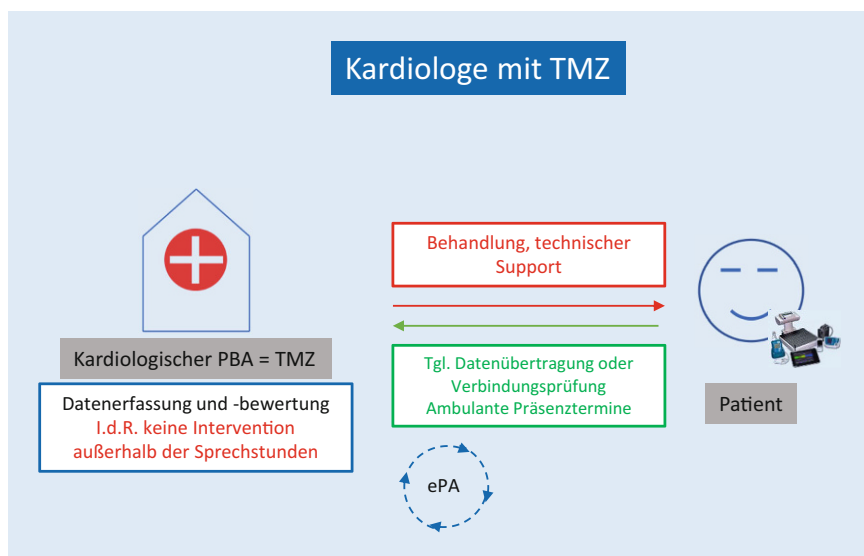 Kardiologe mit TMZ
Behandlung, technischer
Support
Kardiologischer PBA = TMZ
Datenerfassung und -bewertung
I.d.R. keine Intervention
außerhalb der Sprechstunden
Tgl. Datenübertragung oder
Verbindungsprüfung
Ambulante Präsenztermine
Patient
ePA